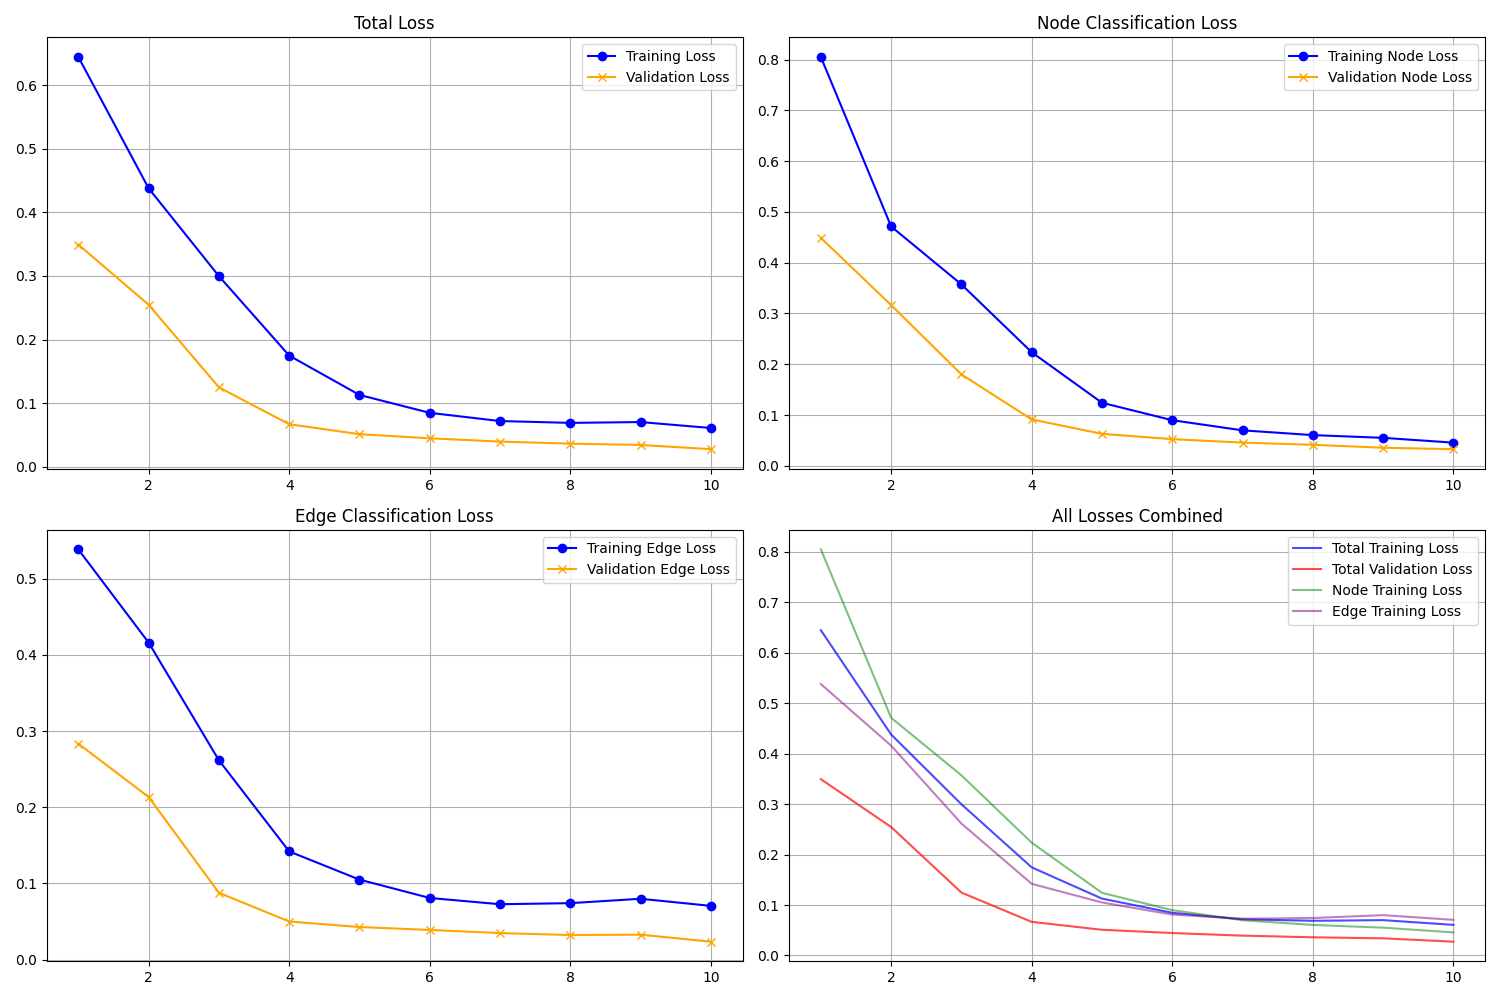 Total Loss
Training Loss
Validation Loss
0.6
0.5
0.4
0.3
0.2
0.1
0.0
2 4 6 8 10
Node Classification Loss
Training Node Loss
Validation Node Loss
0.8
0.7
0.6
0.5
0.4
0.3
0.2
0.1
0.0
2 4 6 8 10
Edge Classification Loss
Training Edge Loss
Validation Edge Loss
0.5
0.4
0.3
0.2
0.1
0.0
2 4 6 8 10
All Losses Combined
Total Training Loss
Total Validation Loss
Node Training Loss
Edge Training Loss
0.8
0.7
0.6
0.5
0.4
0.3
0.2
0.1
0.0
2 4 6 8 10